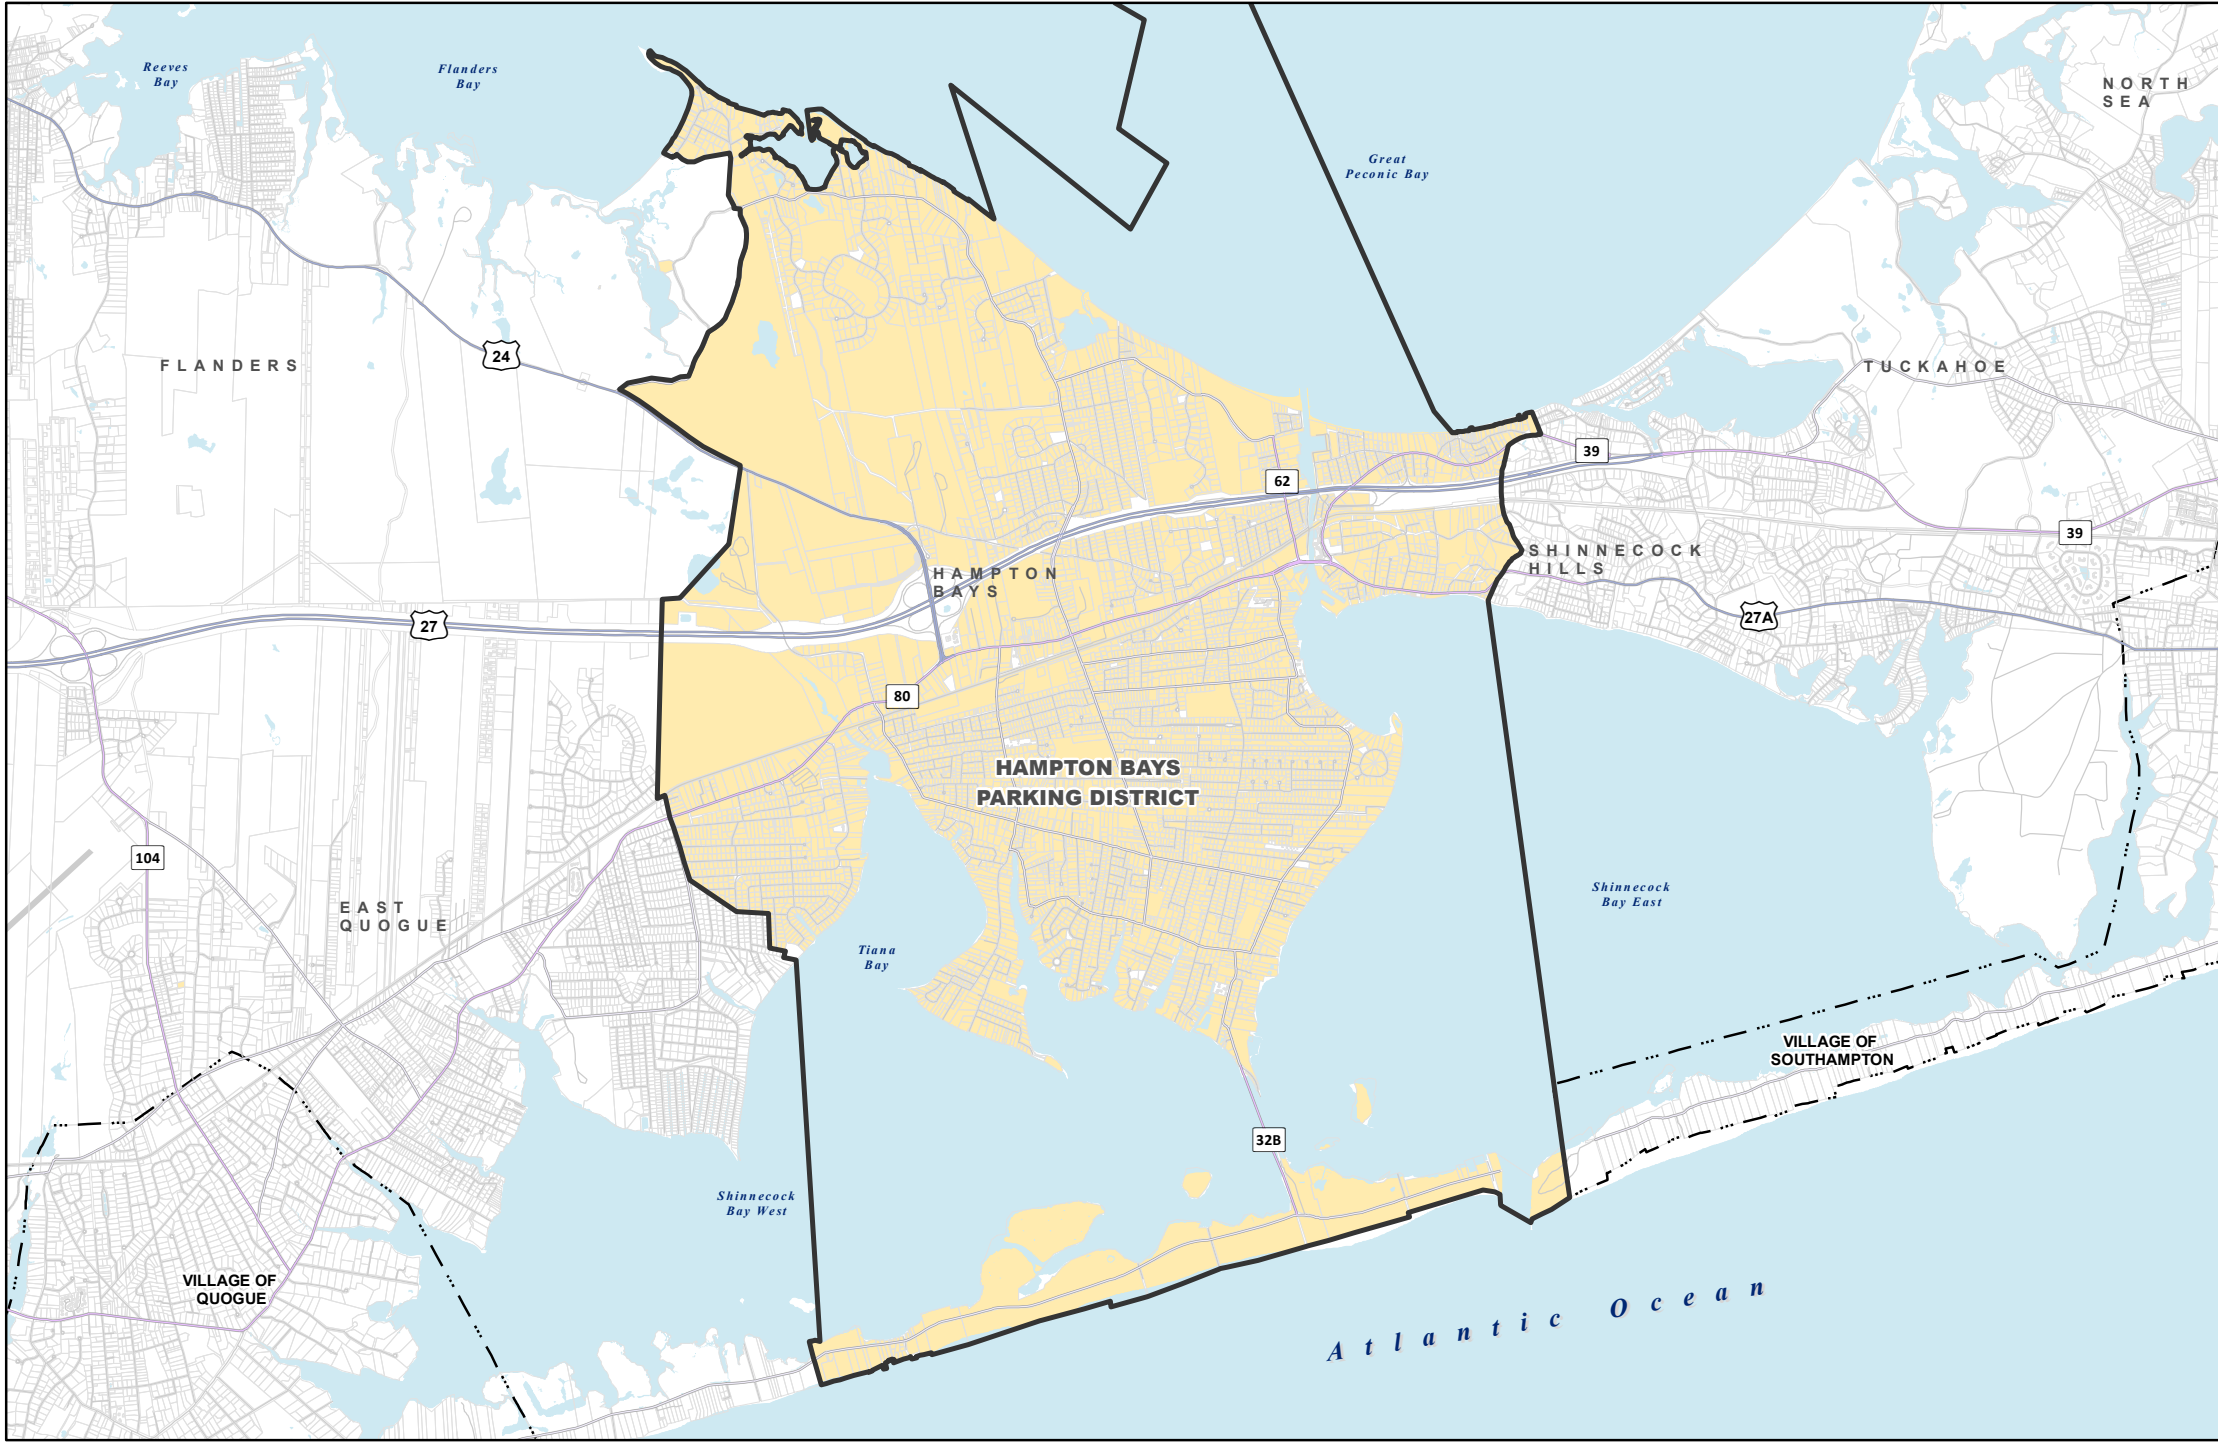 Reeves
Bay
Flanders
Bay
NORTH
SEA
Great
Peconic Bay
FLANDERS
24
TUCKAHOE
39
62
39
SHINNECOCK
HILLS
HAMPTON
BAYS
27
27A
80
HAMPTON BAYS
PARKING DISTRICT
104
EAST
QUOGUE
Shinnecock
Bay East
Tiana
Bay
VILLAGE OF
SOUTHAMPTON
32B
Shinnecock
Bay West
VILLAGE OF
QUOGUE
Atlantic Ocean